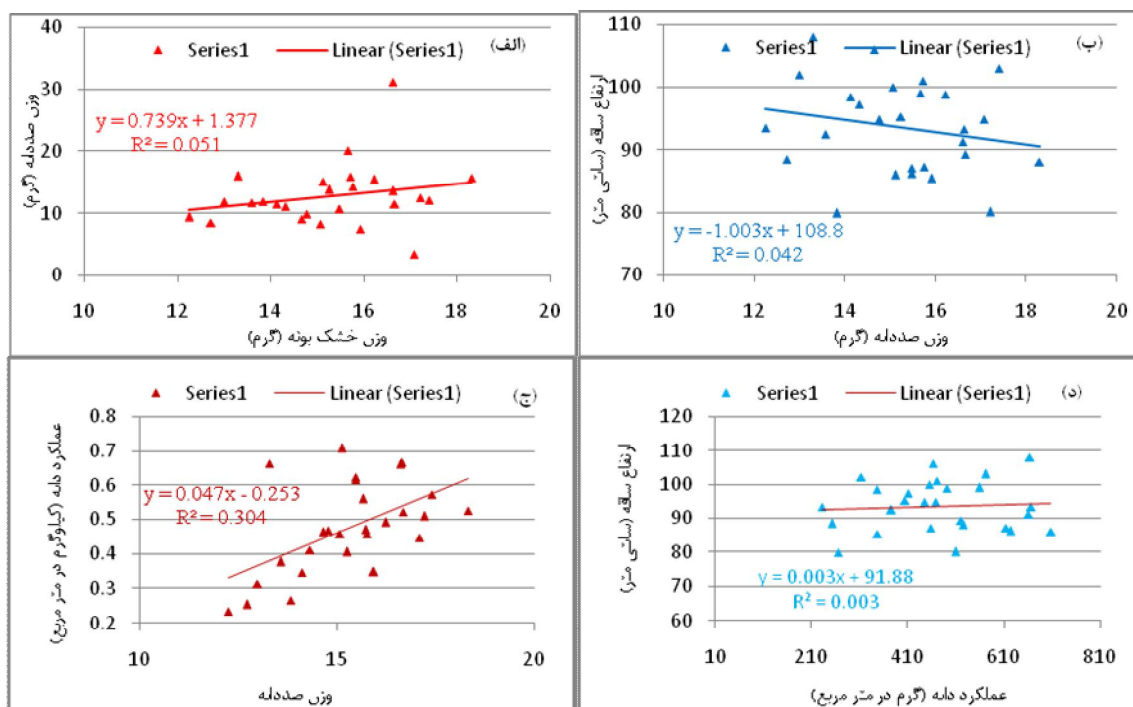 ▲ Series1 Linear (Series1) (الف)
وزن صددانه (گرم)
40
30
20
10
0
y = 0.739x + 1.377
R² = 0.051
10 12 14 16 18 20
وزن خشک بوته (گرم)
▲ Series1 Linear (Series1) (ب)
ارتفاع ساقه (سانتی متر)
110
100
90
80
70
y = -1.003x + 108.8
R² = 0.042
10 12 14 16 18 20
وزن صددانه (گرم)
▲ Series1 Linear (Series1) (ج)
عملکرد دانه (کیلوگرم در متر مربع)
0.8
0.7
0.6
0.5
0.4
0.3
0.2
y = 0.047x - 0.253
R² = 0.304
10 15 20
وزن صددانه
▲ Series1 Linear (Series1) (د)
ارتفاع ساقه (سانتی متر)
120
110
100
90
80
70
60
y = 0.003x + 91.88
R² = 0.003
10 210 410 610 810
عملکرد دانه (گرم در متر مربع)